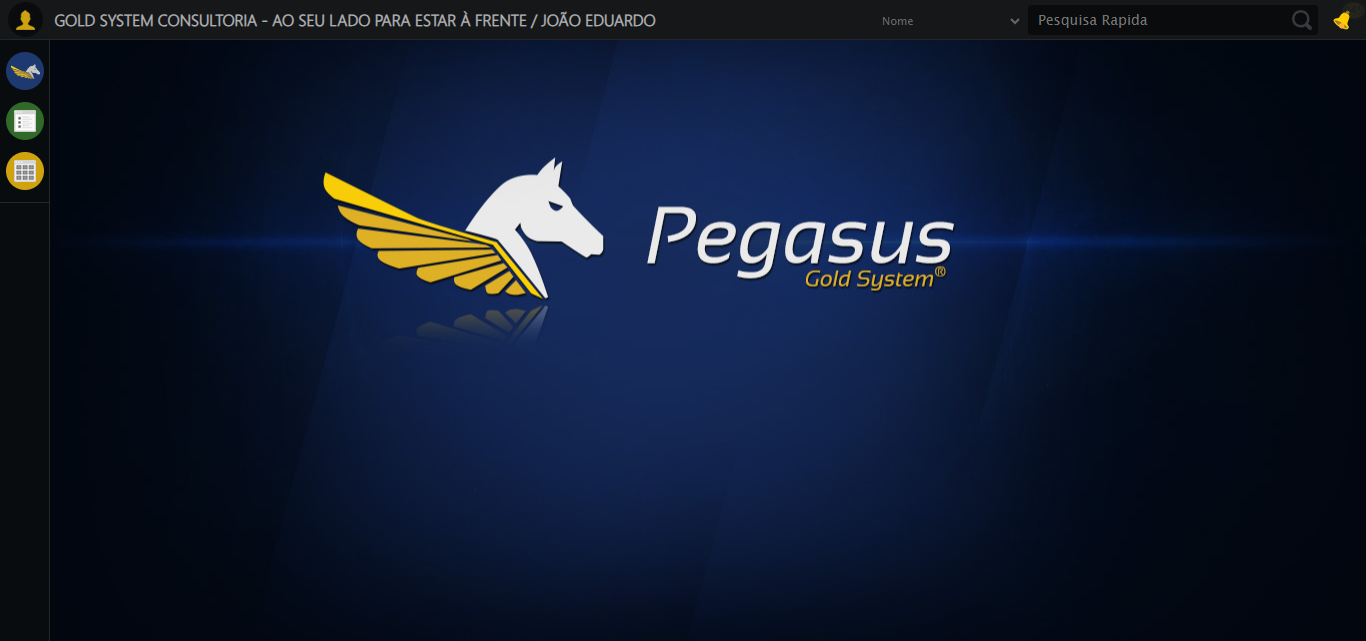 GOLD SYSTEM CONSULTORIA - AO SEU LADO PARA ESTAR À FRENTE / JOÃO EDUARDO
Nome
Pesquisa Rapida
Pegasus
Gold System®